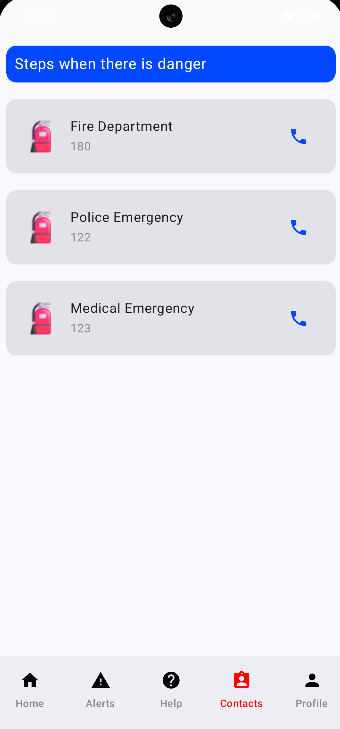 Steps when there is danger
Fire Department
180
Police Emergency
122
Medical Emergency
123
Home
Alerts
Help
Contacts
Profile